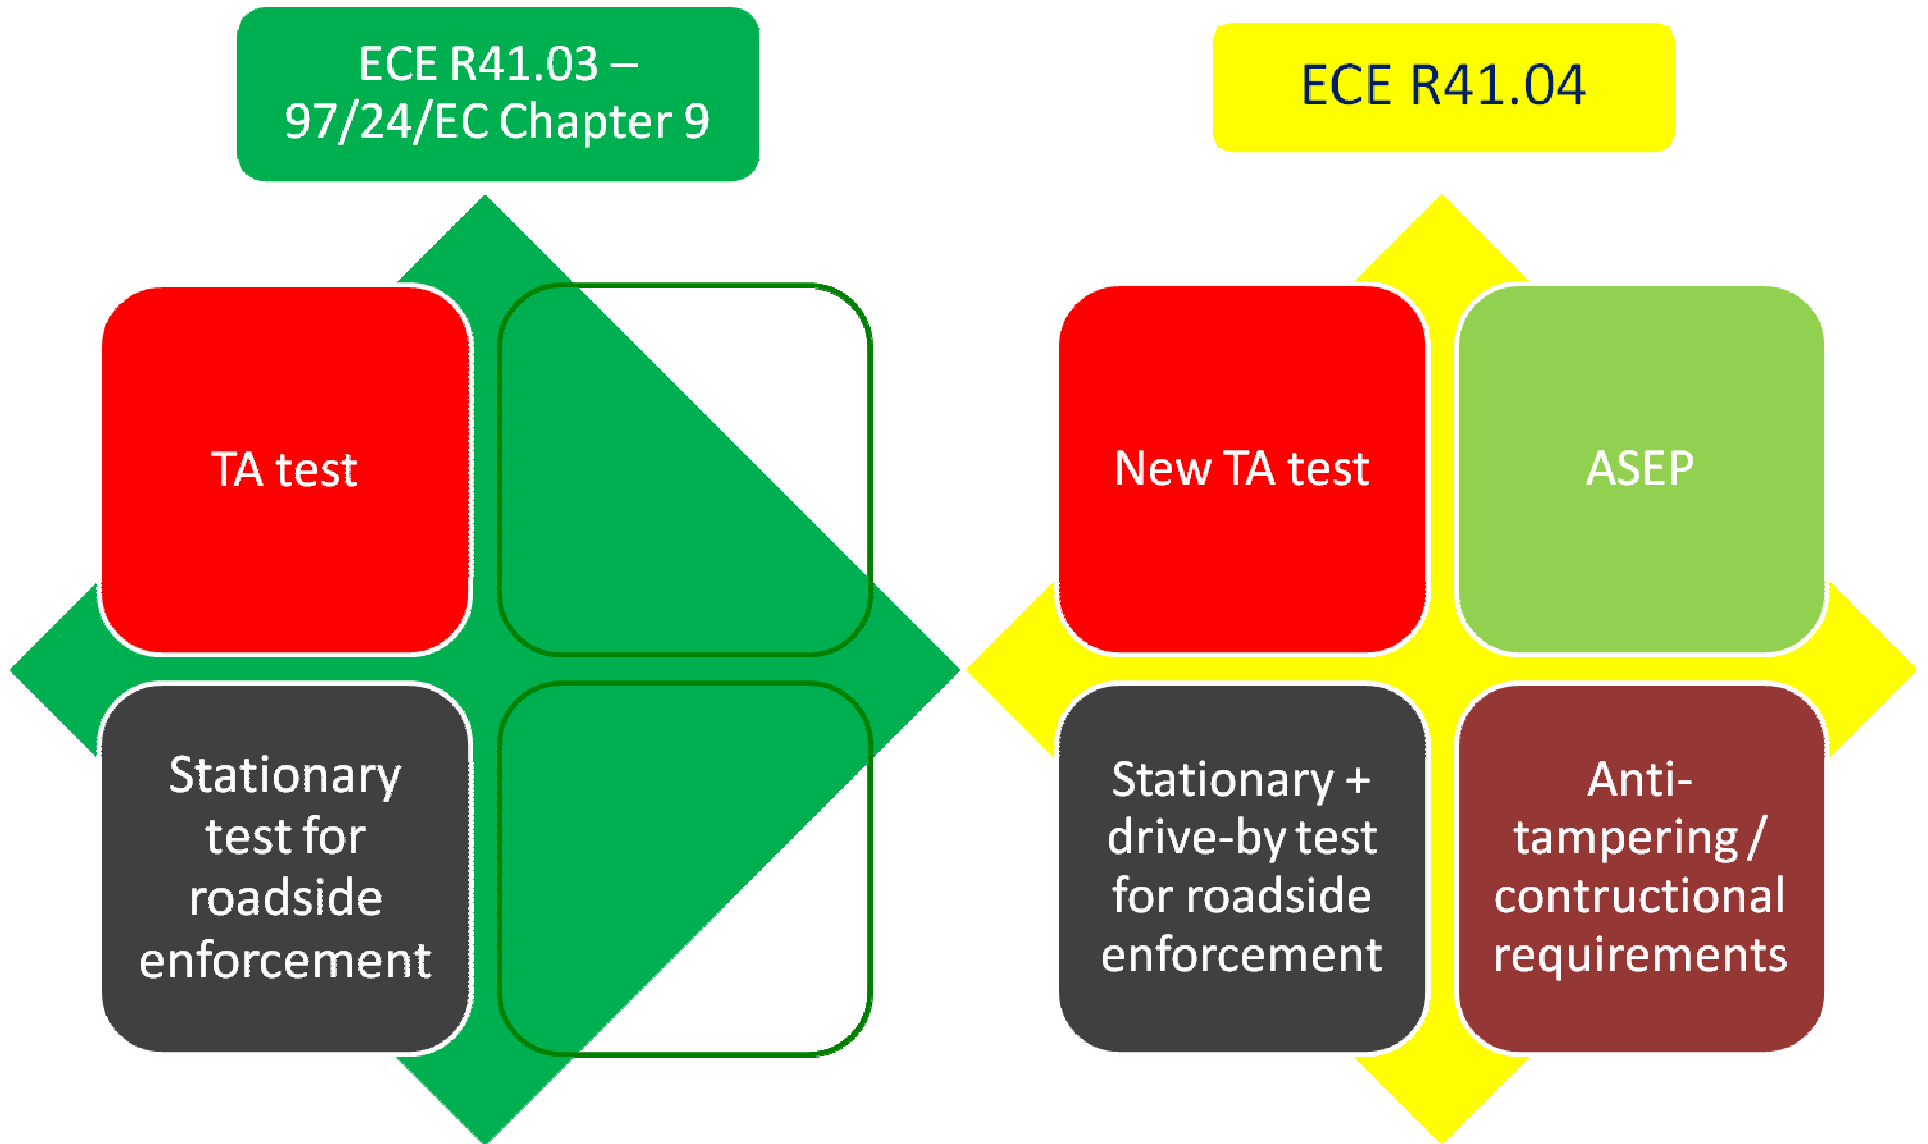 ECE R41.03 –
97/24/EC Chapter 9
TA test
Stationary
test for
roadside
enforcement
ECE R41.04
New TA test
ASEP
Stationary +
drive-by test
for roadside
enforcement
Anti-
tampering /
contructional
requirements